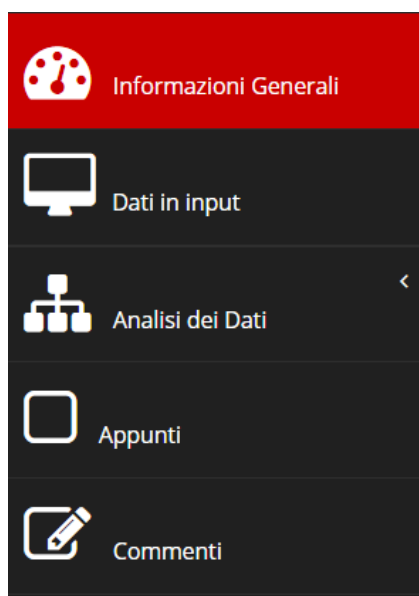 Informazioni Generali
Dati in input
Analisi dei Dati
Appunti
Commenti